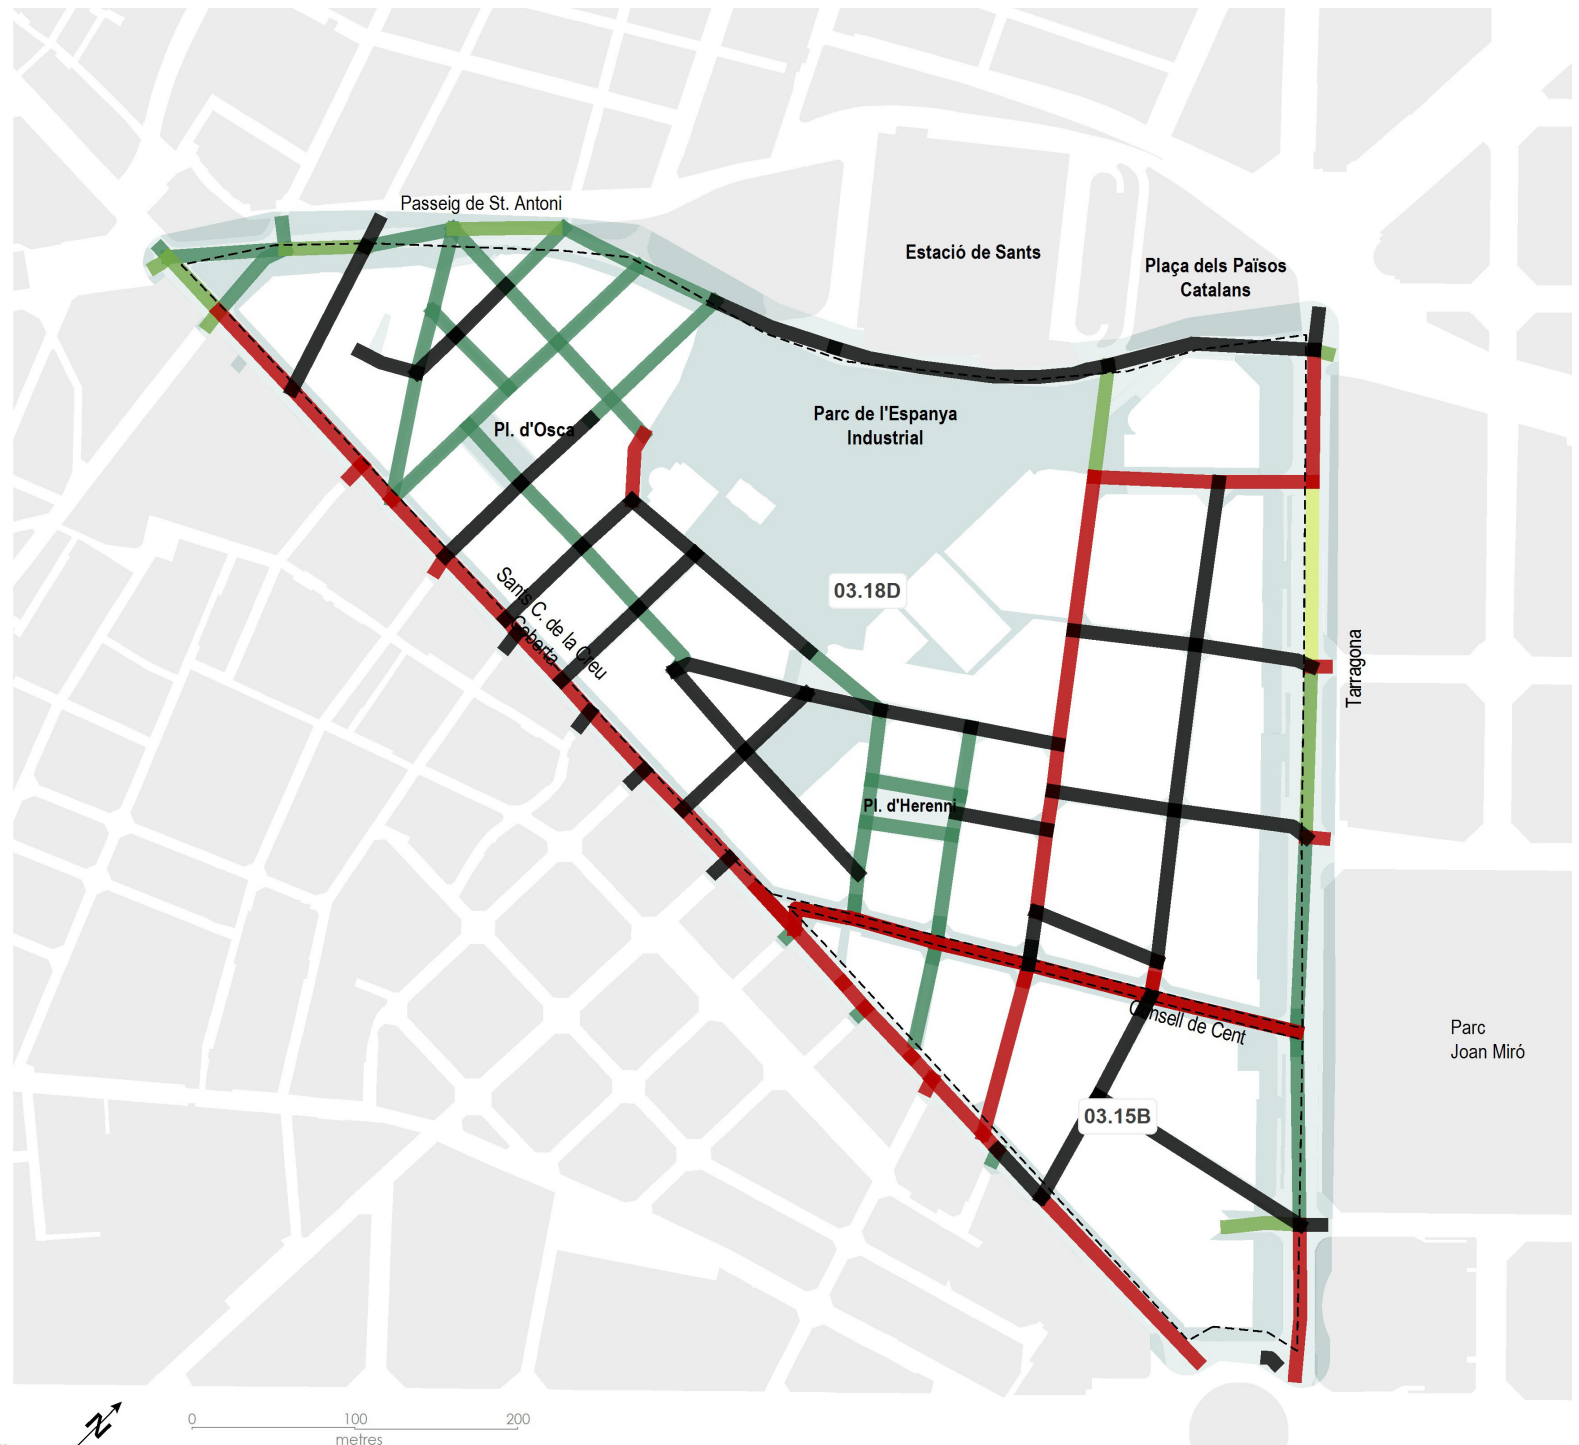 Passeig de St. Antoni
Estació de Sants
Plaça dels Països
Catalans
Parc de l'Espanya
Industrial
Pl. d'Osca
Sants C. de la Creu
Coberta
03.18D
Tarragona
Pl. d'Herenni
Consell de Cent
Parc
Joan Miró
03.15B
N
0 100 200
metres